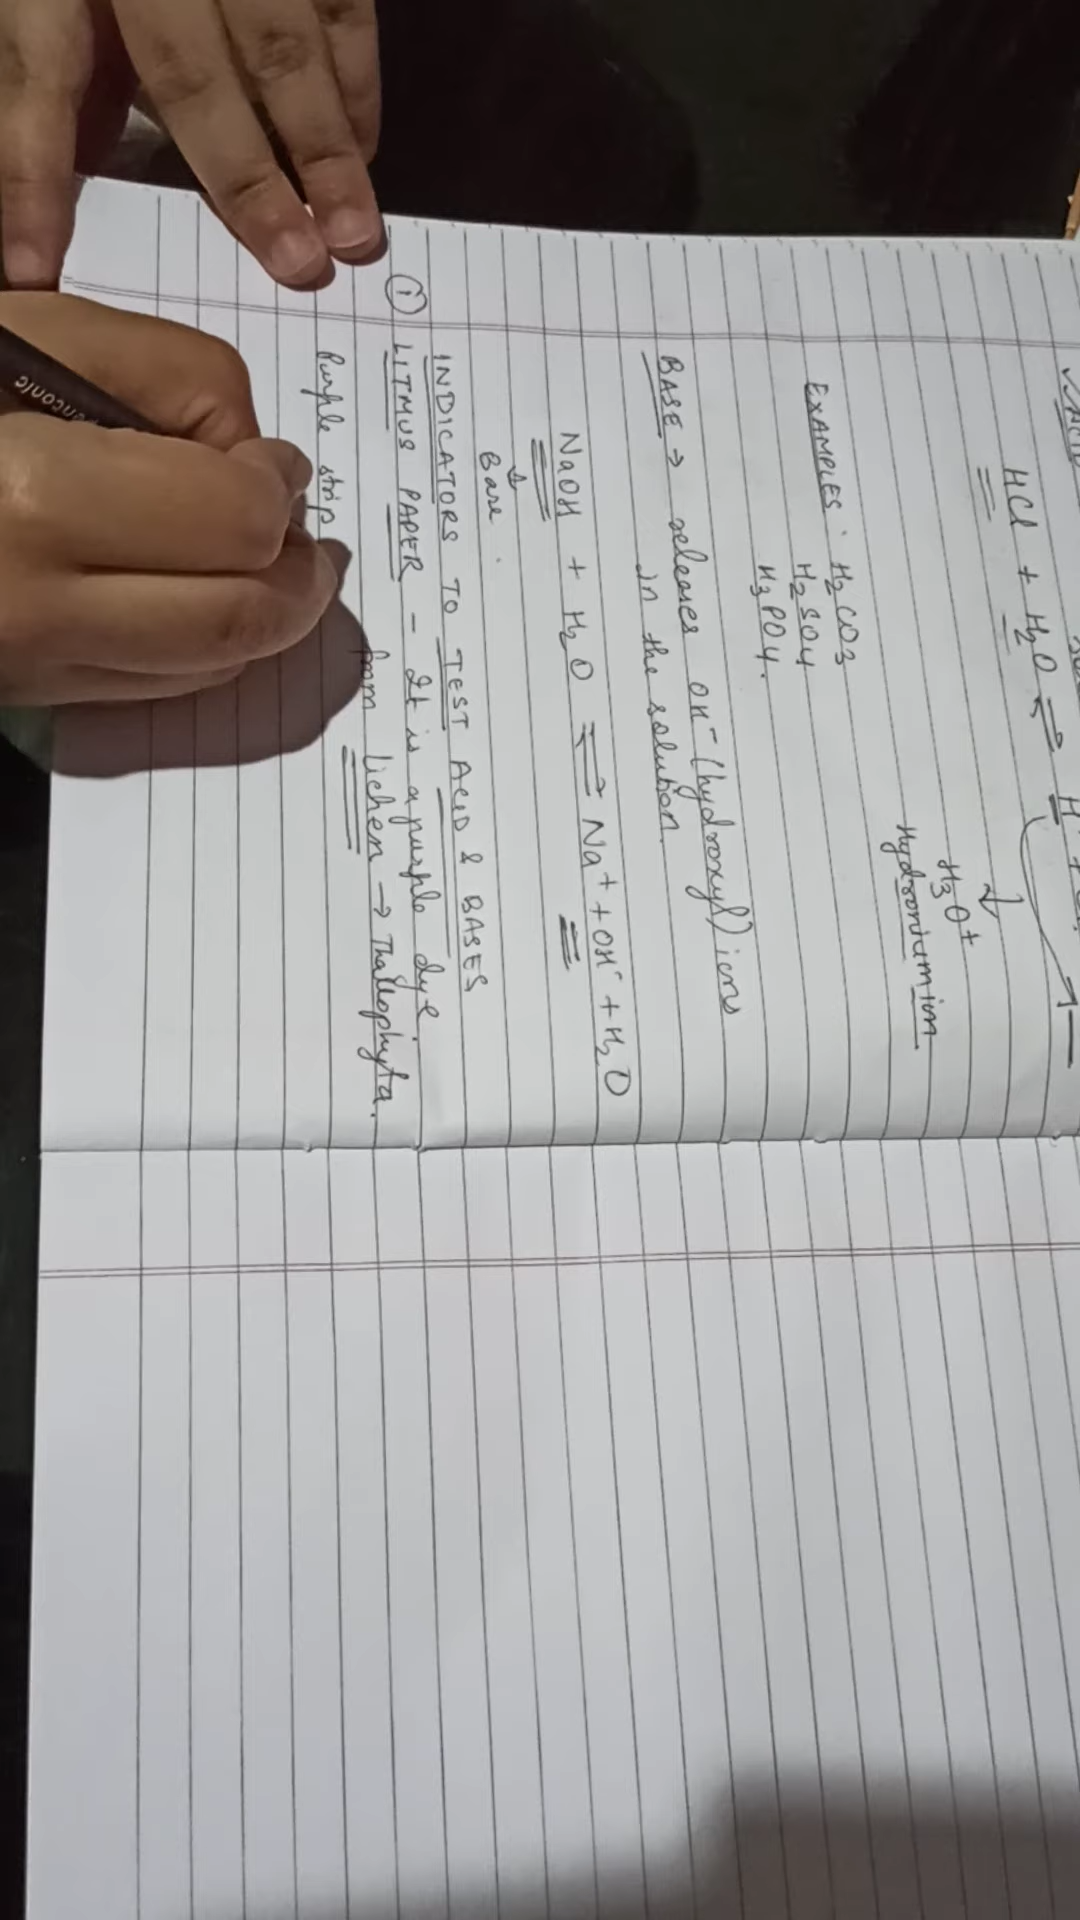 ACID
HCl + H2O ⇌ H
H3O+
Hydronium ion.
EXAMPLES : H2CO3
H2SO4
H3PO4.
BASE → releases OH- (hydroxyl) ions
in the solution.
NaOH + H2O ⇌ Na+ + OH- + H2O
Base.
INDICATORS TO TEST ACID & BASES
① LITMUS PAPER - It is a purple dye
from lichen → Thallophyta.
Purple strip